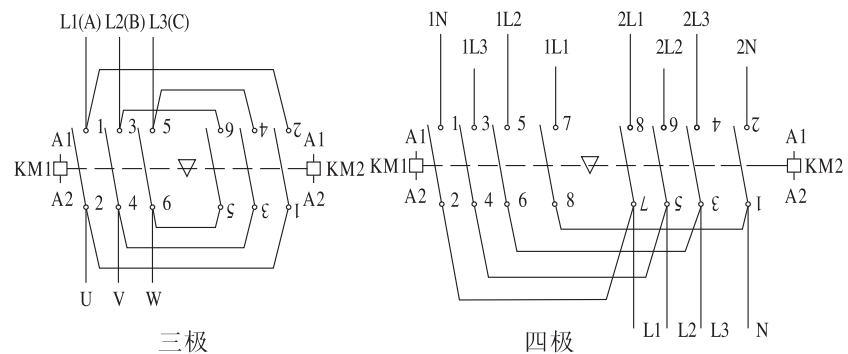 L1(A) L2(B) L3(C)
1 3 5 6 4 2
A1 A1
KM1 KM2
A2 A2
2 4 6 5 3 1
U V W
三极
1N 1L2 2L1 2L3
1L3 1L1 2L2 2N
1 3 5 7 8 6 4 2
A1 A1
KM1 KM2
A2 A2
2 4 6 8 7 5 3 1
L1 L2 L3 N
四极